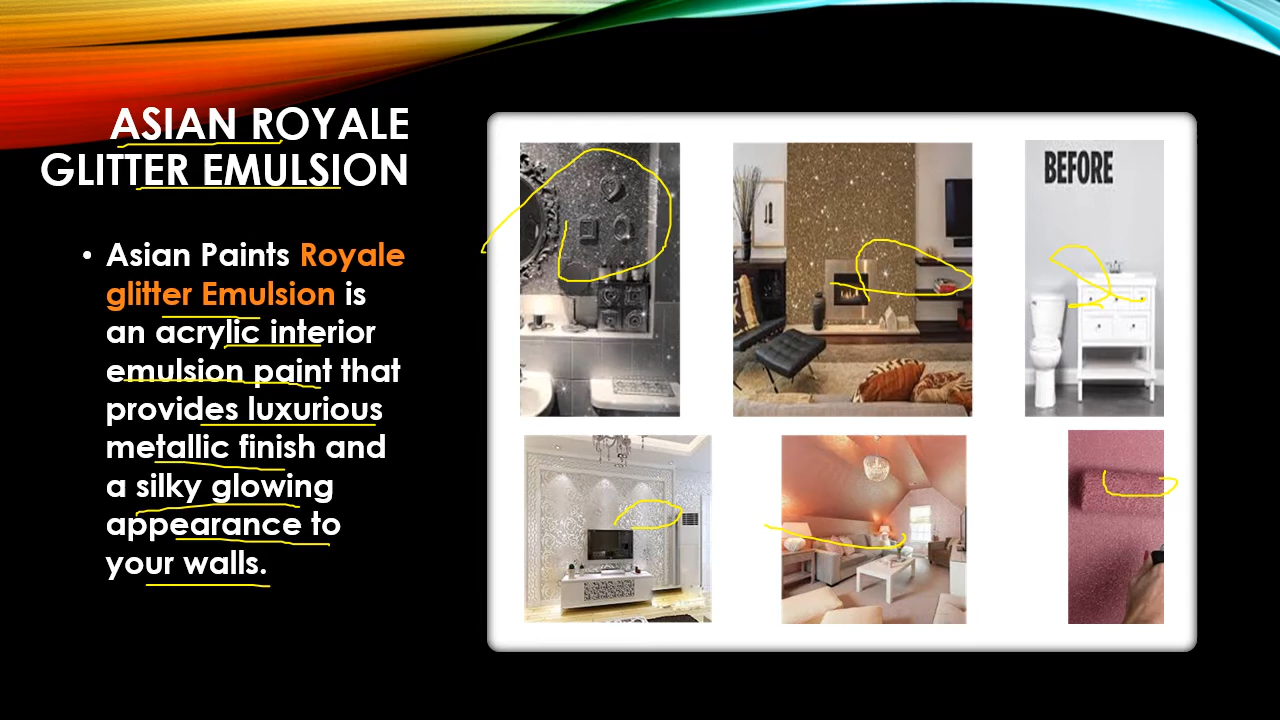 ASIAN ROYALE
GLITTER EMULSION
• Asian Paints Royale
glitter Emulsion is
an acrylic interior
emulsion paint that
provides luxurious
metallic finish and
a silky glowing
appearance to
your walls.
BEFORE